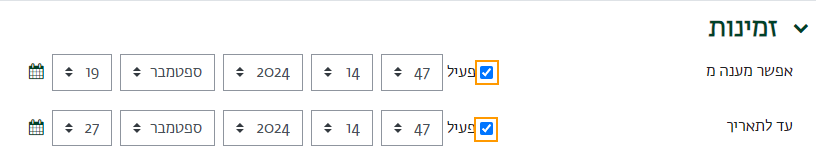 זמינות
אפשר מענה מ פעיל 47 14 2024 ספטמבר 19
עד לתאריך פעיל 47 14 2024 ספטמבר 27